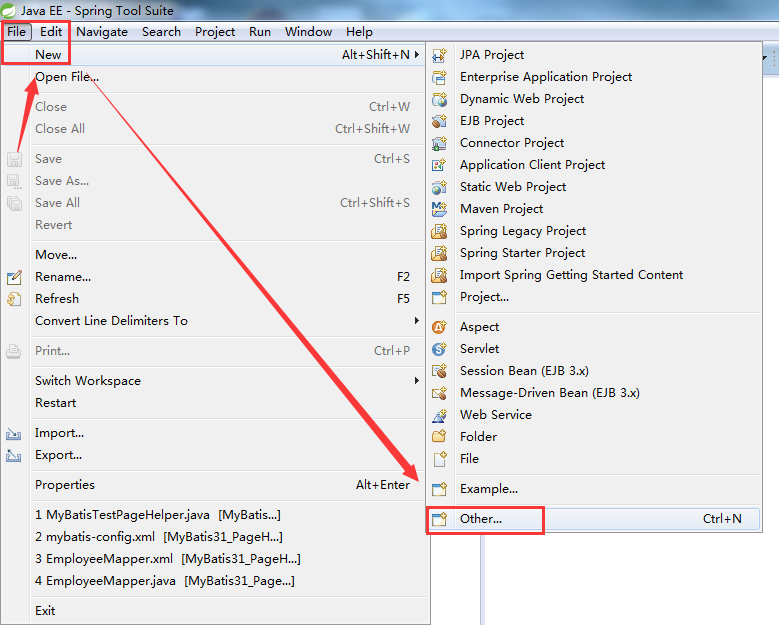 Java EE - Spring Tool Suite
File Edit Navigate Search Project Run Window Help
New Alt+Shift+N
Open File...
Close Ctrl+W
Close All Ctrl+Shift+W
Save Ctrl+S
Save As...
Save All Ctrl+Shift+S
Revert
Move...
Rename... F2
Refresh F5
Convert Line Delimiters To
Print... Ctrl+P
Switch Workspace
Restart
Import...
Export...
Properties Alt+Enter
1 MyBatisTestPageHelper.java [MyBatis...]
2 mybatis-config.xml [MyBatis31_PageH...]
3 EmployeeMapper.xml [MyBatis31_PageH...]
4 EmployeeMapper.java [MyBatis31_Page...]
Exit
JPA Project
Enterprise Application Project
Dynamic Web Project
EJB Project
Connector Project
Application Client Project
Static Web Project
Maven Project
Spring Legacy Project
Spring Starter Project
Import Spring Getting Started Content
Project...
Aspect
Servlet
Session Bean (EJB 3.x)
Message-Driven Bean (EJB 3.x)
Web Service
Folder
File
Example...
Other... Ctrl+N